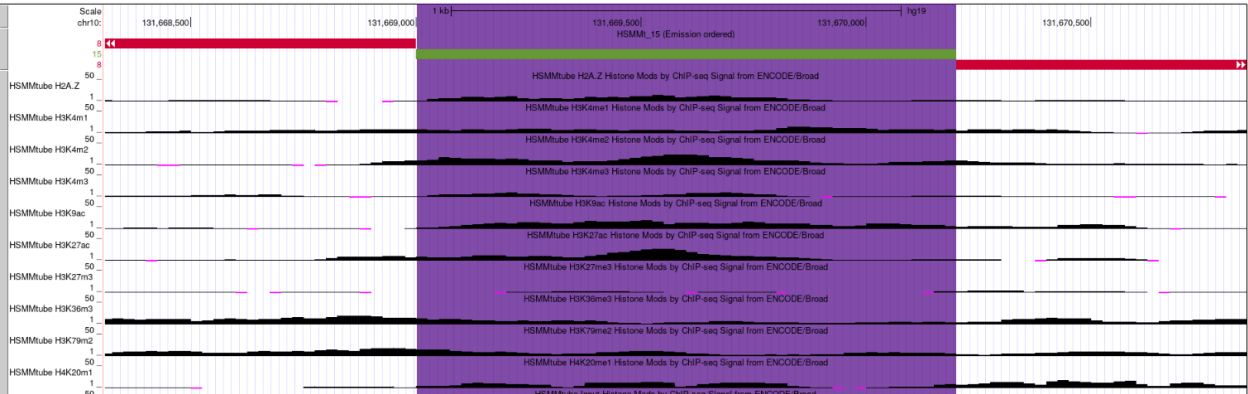 Scale 1 kb hg19
chr10: 131,668,500 131,669,000 131,669,500 131,670,000 131,670,500
HSMMt_15 (Emission ordered)
8
15
8
50 HSMMtube H2A.Z Histone Mods by ChIP-seq Signal from ENCODE/Broad
HSMMtube H2A.Z
1
50 HSMMtube H3K4me1 Histone Mods by ChIP-seq Signal from ENCODE/Broad
HSMMtube H3K4m1
1
50 HSMMtube H3K4me2 Histone Mods by ChIP-seq Signal from ENCODE/Broad
HSMMtube H3K4m2
1
50 HSMMtube H3K4me3 Histone Mods by ChIP-seq Signal from ENCODE/Broad
HSMMtube H3K4m3
1
50 HSMMtube H3K9ac Histone Mods by ChIP-seq Signal from ENCODE/Broad
HSMMtube H3K9ac
1
50 HSMMtube H3K27ac Histone Mods by ChIP-seq Signal from ENCODE/Broad
HSMMtube H3K27ac
1
50 HSMMtube H3K27me3 Histone Mods by ChIP-seq Signal from ENCODE/Broad
HSMMtube H3K27m3
1
50 HSMMtube H3K36me3 Histone Mods by ChIP-seq Signal from ENCODE/Broad
HSMMtube H3K36m3
1
50 HSMMtube H3K79me2 Histone Mods by ChIP-seq Signal from ENCODE/Broad
HSMMtube H3K79m2
1
50 HSMMtube H4K20me1 Histone Mods by ChIP-seq Signal from ENCODE/Broad
HSMMtube H4K20m1
1